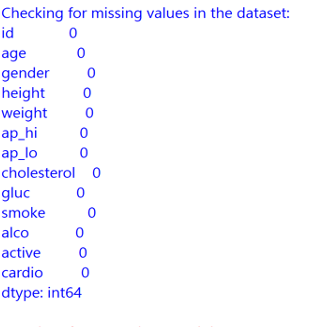 Checking for missing values in the dataset:
id 0
age 0
gender 0
height 0
weight 0
ap_hi 0
ap_lo 0
cholesterol 0
gluc 0
smoke 0
alco 0
active 0
cardio 0
dtype: int64